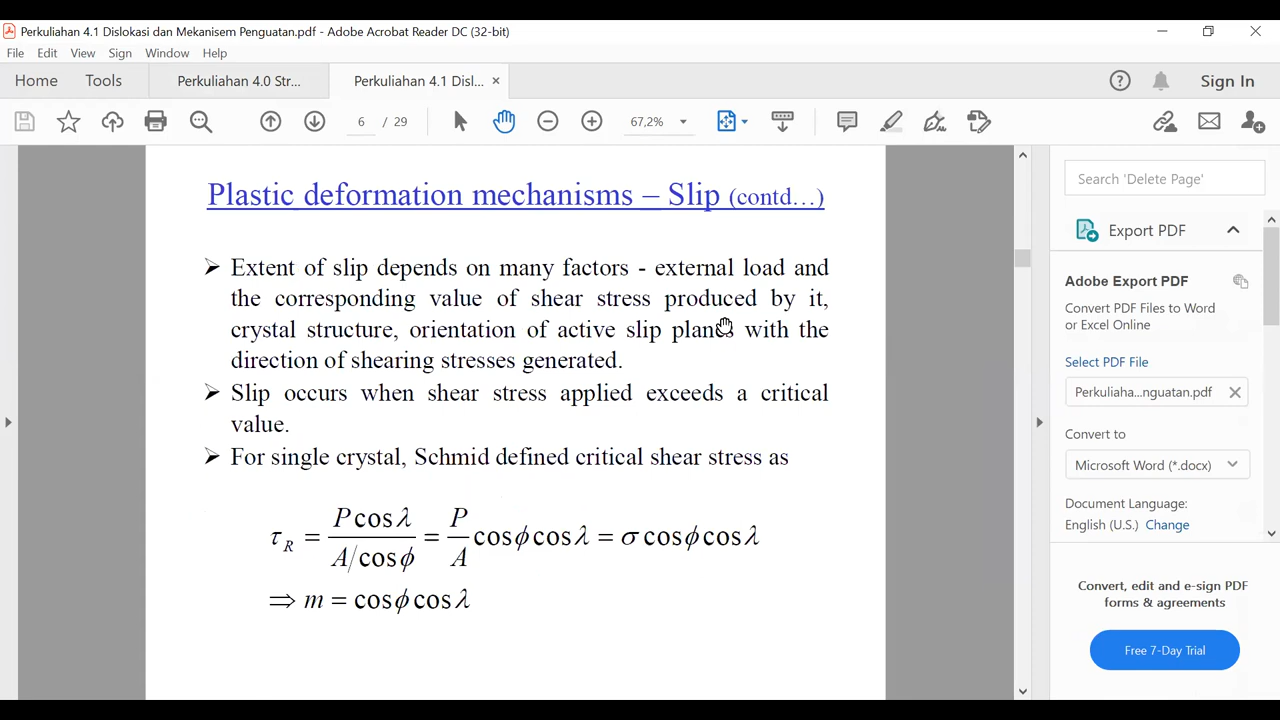 Perkuliahan 4.1 Dislokasi dan Mekanisem Penguatan.pdf - Adobe Acrobat Reader DC (32-bit)
File Edit View Sign Window Help
Home Tools Perkuliahan 4.0 Str... Perkuliahan 4.1 Disl... × Sign In
6 / 29 67,2%
Plastic deformation mechanisms – Slip (contd…)
➢ Extent of slip depends on many factors - external load and
the corresponding value of shear stress produced by it,
crystal structure, orientation of active slip planes with the
direction of shearing stresses generated.
➢ Slip occurs when shear stress applied exceeds a critical
value.
➢ For single crystal, Schmid defined critical shear stress as
τ_R = P cos λ / (A/cos ϕ) = P/A cos ϕ cos λ = σ cos ϕ cos λ
⇒ m = cos ϕ cos λ
Search 'Delete Page'
Export PDF
Adobe Export PDF
Convert PDF Files to Word
or Excel Online
Select PDF File
Perkuliaha...nguatan.pdf
Convert to
Microsoft Word (*.docx)
Document Language:
English (U.S.) Change
Convert, edit and e-sign PDF
forms & agreements
Free 7-Day Trial